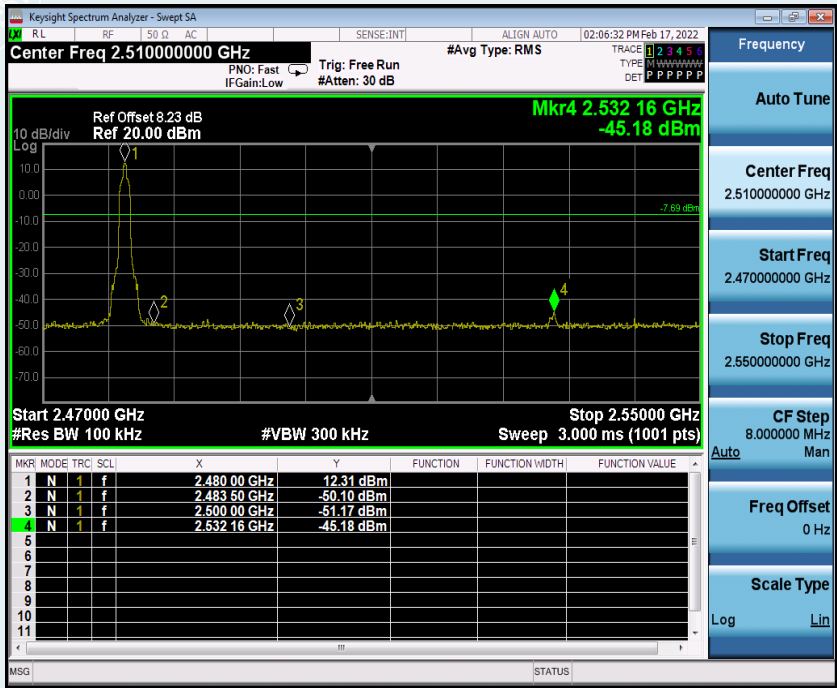 Keysight Spectrum Analyzer - Swept SA
LXI RL RF 50 Ω AC SENSE:INT ALIGN AUTO 02:06:32 PM Feb 17, 2022
Center Freq 2.510000000 GHz
PNO: Fast
IFGain:Low
Trig: Free Run
#Atten: 30 dB
#Avg Type: RMS
TRACE 1 2 3 4 5 6
TYPE M WWWWW
DET P P P P P P
Frequency
Auto Tune
Center Freq
2.510000000 GHz
Start Freq
2.470000000 GHz
Stop Freq
2.550000000 GHz
CF Step
8.000000 MHz
Auto Man
Freq Offset
0 Hz
Scale Type
Log Lin
Mkr4 2.532 16 GHz
-45.18 dBm
Ref Offset 8.23 dB
10 dB/div Ref 20.00 dBm
Log
10.0
0.00
-10.0
-20.0
-30.0
-40.0
-50.0
-60.0
-70.0
1
2
3
4
-7.69 dBm
Start 2.47000 GHz Stop 2.55000 GHz
#Res BW 100 kHz #VBW 300 kHz Sweep 3.000 ms (1001 pts)
MKR MODE TRC SCL X Y FUNCTION FUNCTION WIDTH FUNCTION VALUE
1 N 1 f 2.480 00 GHz 12.31 dBm
2 N 1 f 2.483 50 GHz -50.10 dBm
3 N 1 f 2.500 00 GHz -51.17 dBm
4 N 1 f 2.532 16 GHz -45.18 dBm
5
6
7
8
9
10
11
MSG STATUS